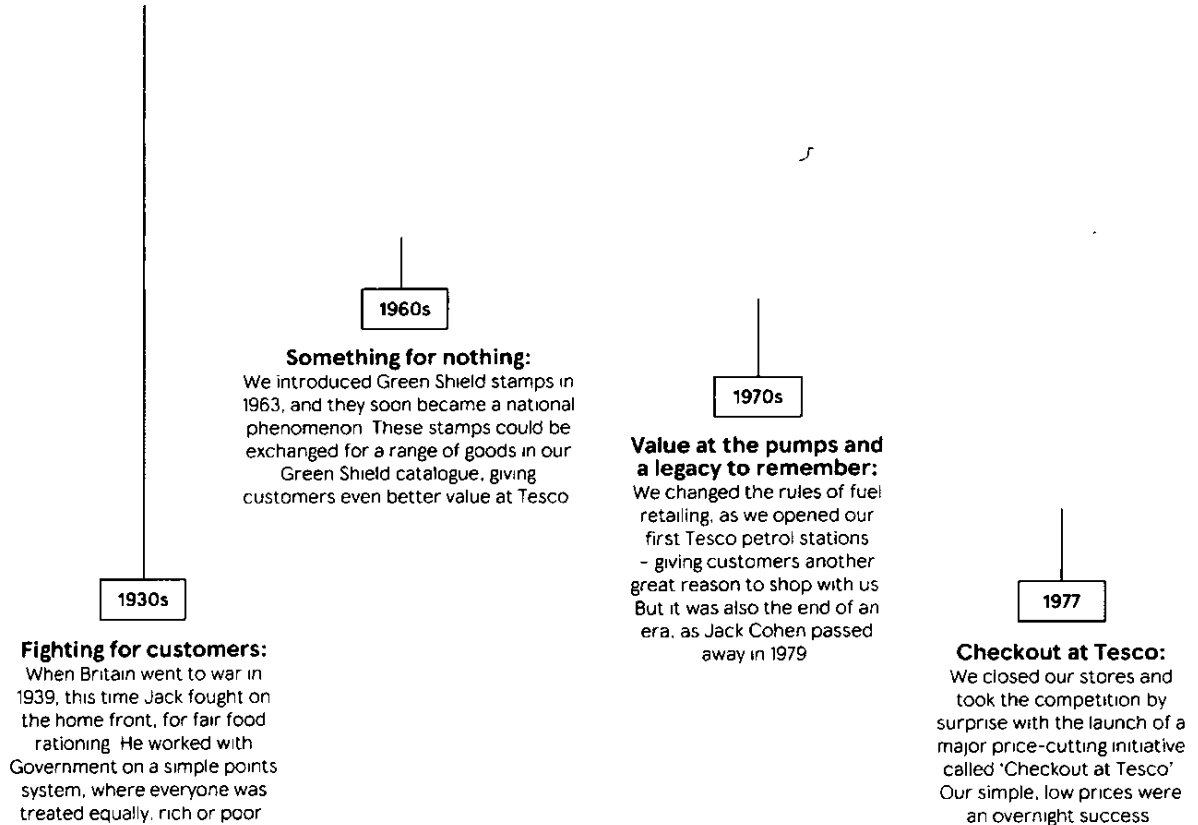 1960s
Something for nothing:
We introduced Green Shield stamps in
1963, and they soon became a national
phenomenon These stamps could be
exchanged for a range of goods in our
Green Shield catalogue, giving
customers even better value at Tesco
1970s
Value at the pumps and
a legacy to remember:
We changed the rules of fuel
retailing, as we opened our
first Tesco petrol stations
– giving customers another
great reason to shop with us
But it was also the end of an
era, as Jack Cohen passed
away in 1979
1930s
Fighting for customers:
When Britain went to war in
1939, this time Jack fought on
the home front, for fair food
rationing He worked with
Government on a simple points
system, where everyone was
treated equally, rich or poor
1977
Checkout at Tesco:
We closed our stores and
took the competition by
surprise with the launch of a
major price-cutting initiative
called 'Checkout at Tesco'
Our simple, low prices were
an overnight success